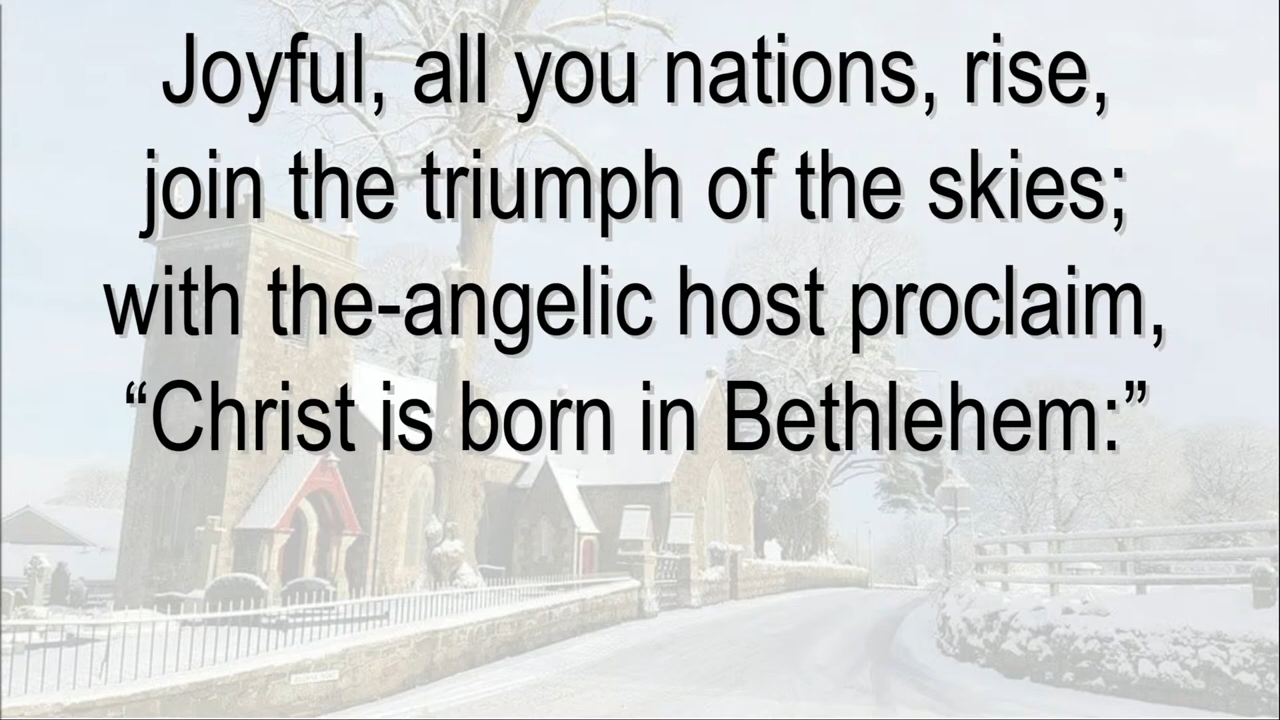 Joyful, all you nations, rise,
join the triumph of the skies;
with the-angelic host proclaim,
“Christ is born in Bethlehem:”